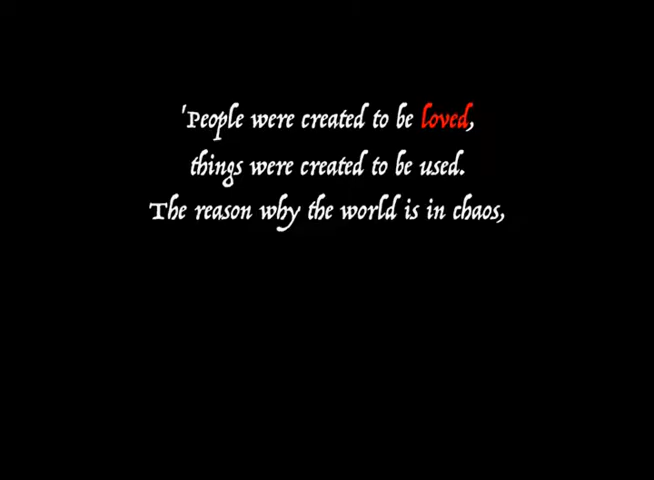 'People were created to be loved,
things were created to be used.
The reason why the world is in chaos,